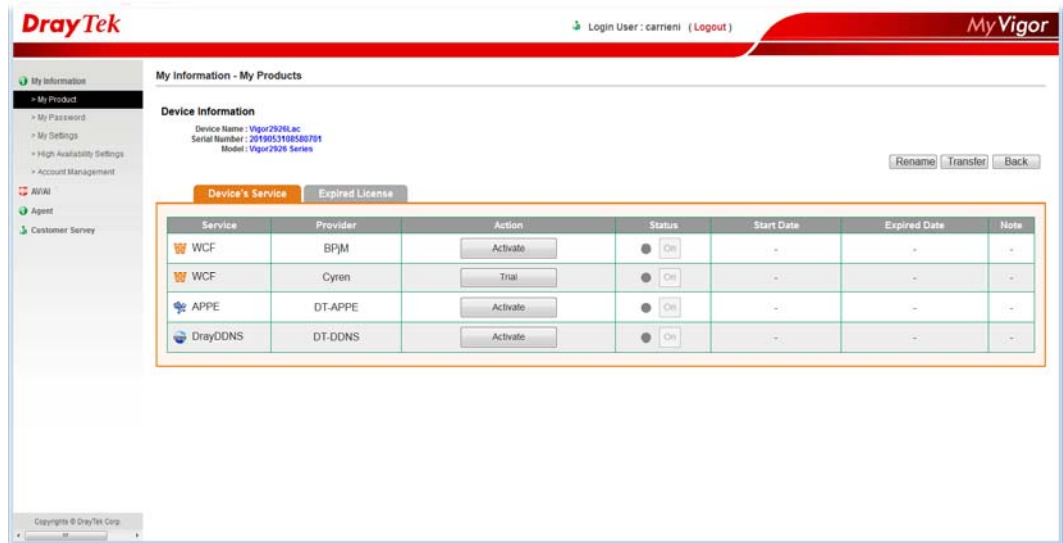 DrayTek
Login User : carrieni ( Logout )
MyVigor
My Information
> My Product
> My Password
> My Settings
> High Availability Settings
> Account Management
AV/AI
Agent
Customer Survey
Copyrights © DrayTek Corp.
My Information - My Products
Device Information
Device Name : Vigor2926Lac
Serial Number : 2019053108580701
Model : Vigor2926 Series
Rename Transfer Back
Device's Service Expired License
Service Provider Action Status Start Date Expired Date Note
WCF BPjM Activate On - - -
WCF Cyren Trial On - - -
APPE DT-APPE Activate On - - -
DrayDDNS DT-DDNS Activate On - - -